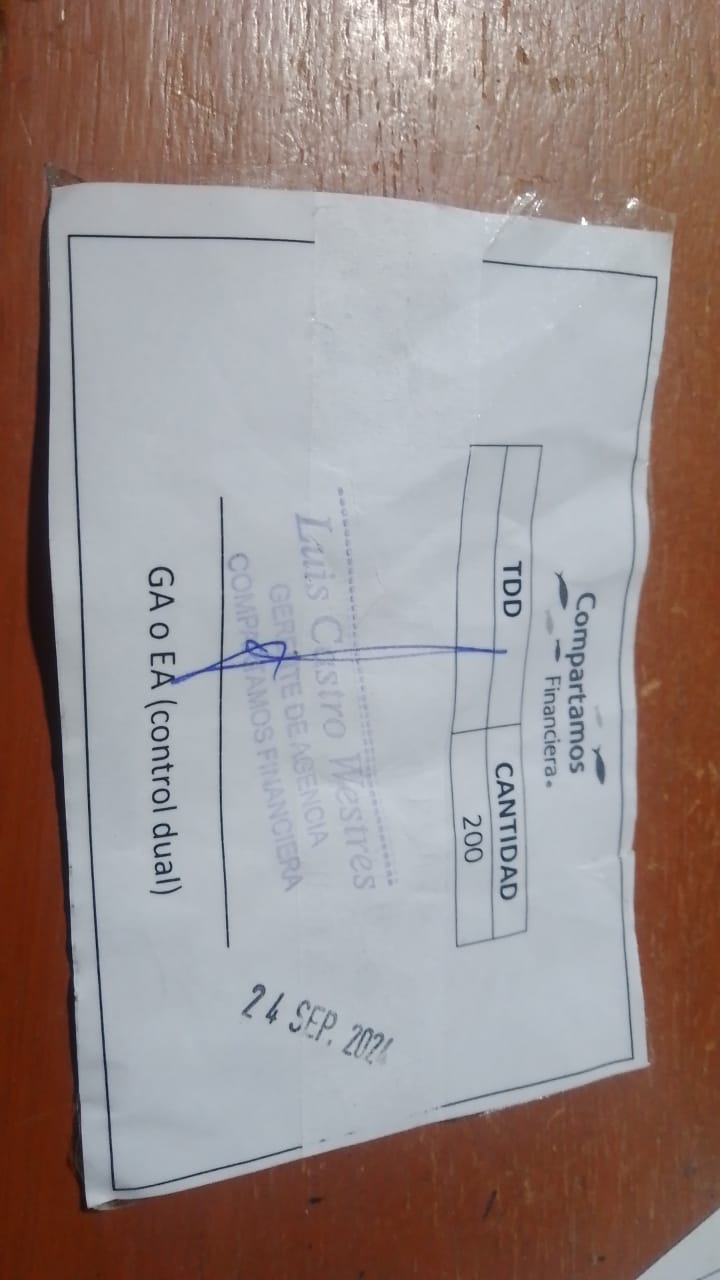 Compartamos
Financiera
TDD CANTIDAD
200
Luis Castro Westres
GERENTE DE AGENCIA
COMPARTAMOS FINANCIERA
GA o EA (control dual)
24 SEP. 2024